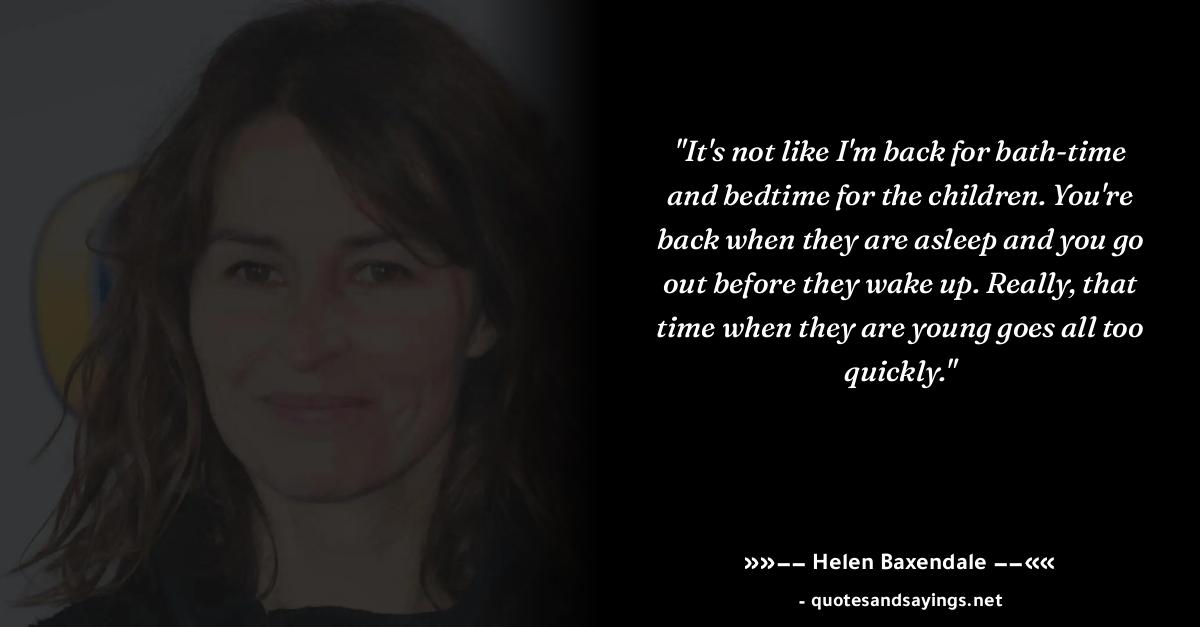 "It's not like I'm back for bath-time
and bedtime for the children. You're
back when they are asleep and you go
out before they wake up. Really, that
time when they are young goes all too
quickly."
»»–– Helen Baxendale ––««
- quotesandsayings.net